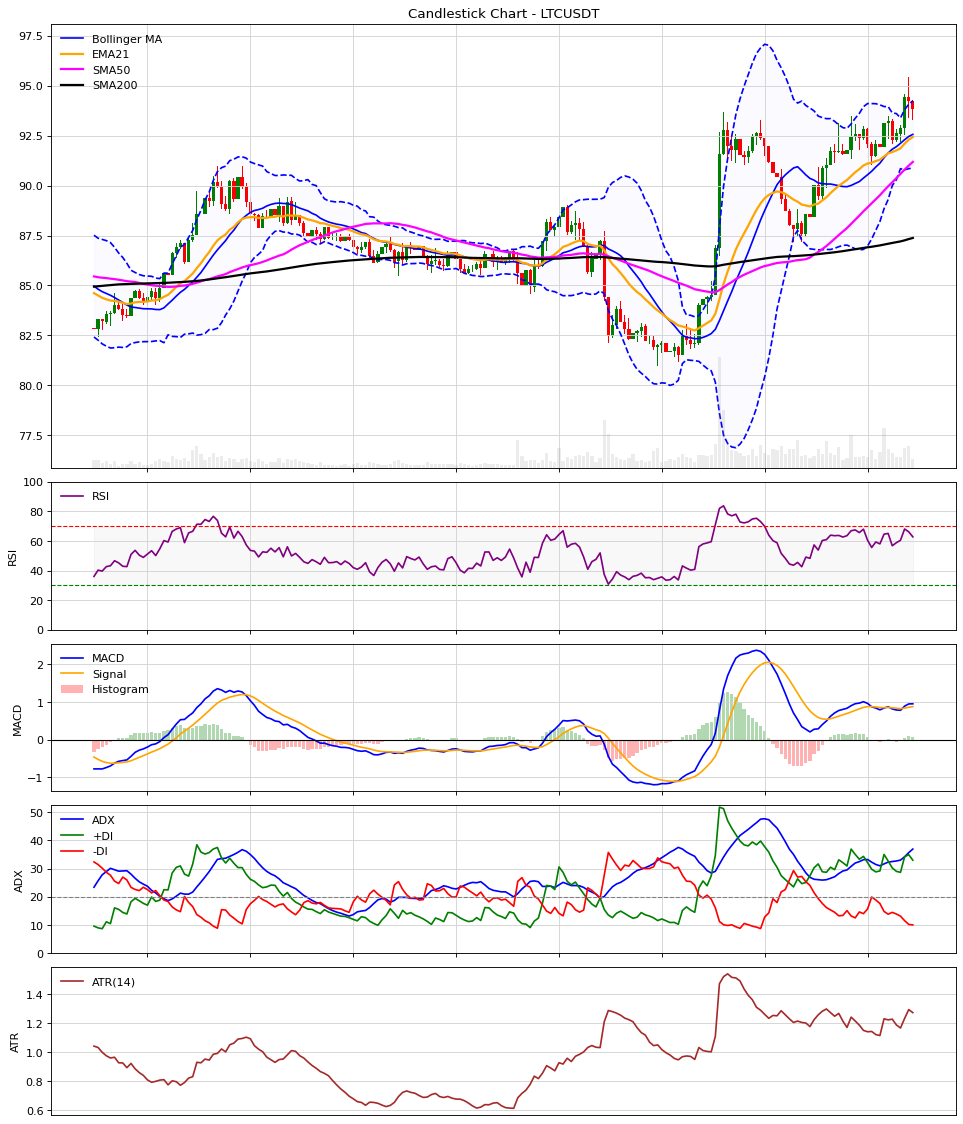 Candlestick Chart - LTCUSDT
Bollinger MA
EMA21
SMA50
SMA200
97.5
95.0
92.5
90.0
87.5
85.0
82.5
80.0
77.5
RSI
RSI
100
80
60
40
20
0
MACD
MACD
Signal
Histogram
2
1
0
−1
ADX
ADX
+DI
-DI
50
40
30
20
10
0
ATR
ATR(14)
1.4
1.2
1.0
0.8
0.6